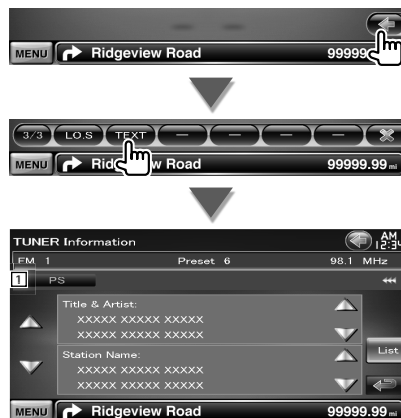 MENU Ridgeview Road 99999
3/3 LO.S TEXT
MENU Rid w Road 99999.99 mi
TUNER Information AM 12:34
FM 1 Preset 6 98.1 MHz
1 PS
Title & Artist:
XXXXX XXXXX XXXXX
XXXXX XXXXX XXXXX
List
Station Name:
XXXXX XXXXX XXXXX
XXXXX XXXXX XXXXX
MENU Ridgeview Road 99999.99 mi